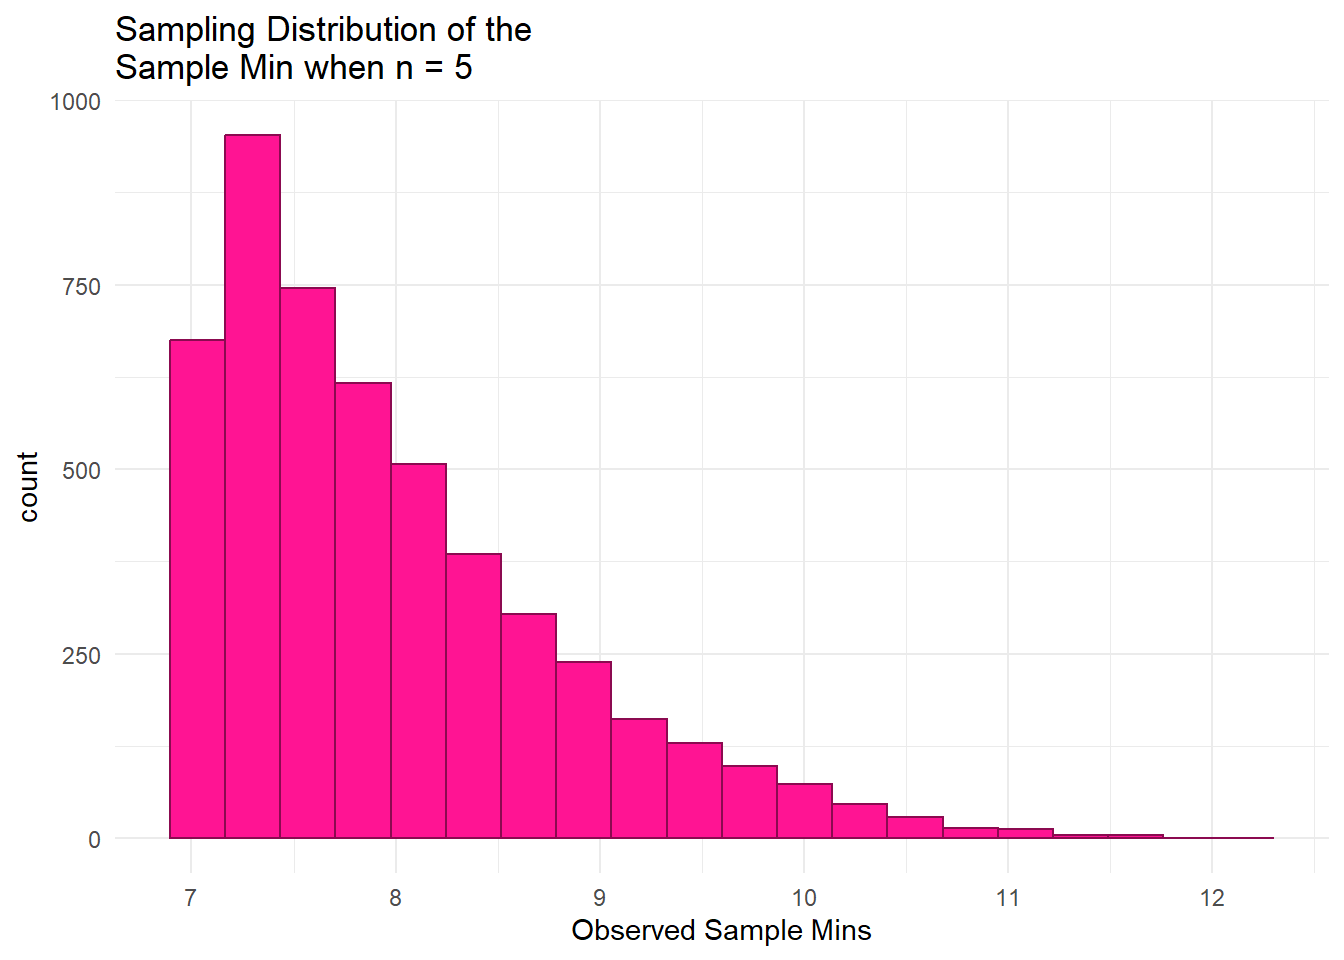 Sampling Distribution of the
Sample Min when n = 5
1000
750
500
250
0
count
7 8 9 10 11 12
Observed Sample Mins